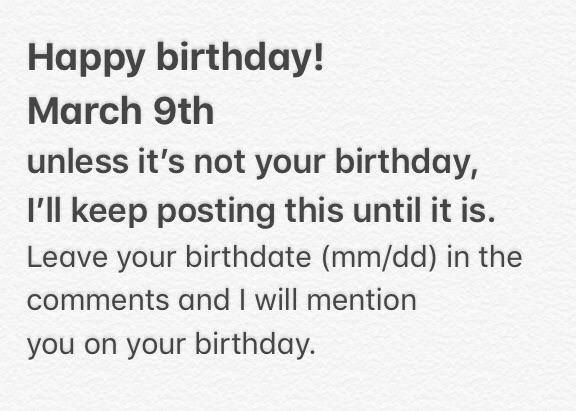 Happy birthday!
March 9th
unless it’s not your birthday,
I’ll keep posting this until it is.
Leave your birthdate (mm/dd) in the
comments and I will mention
you on your birthday.